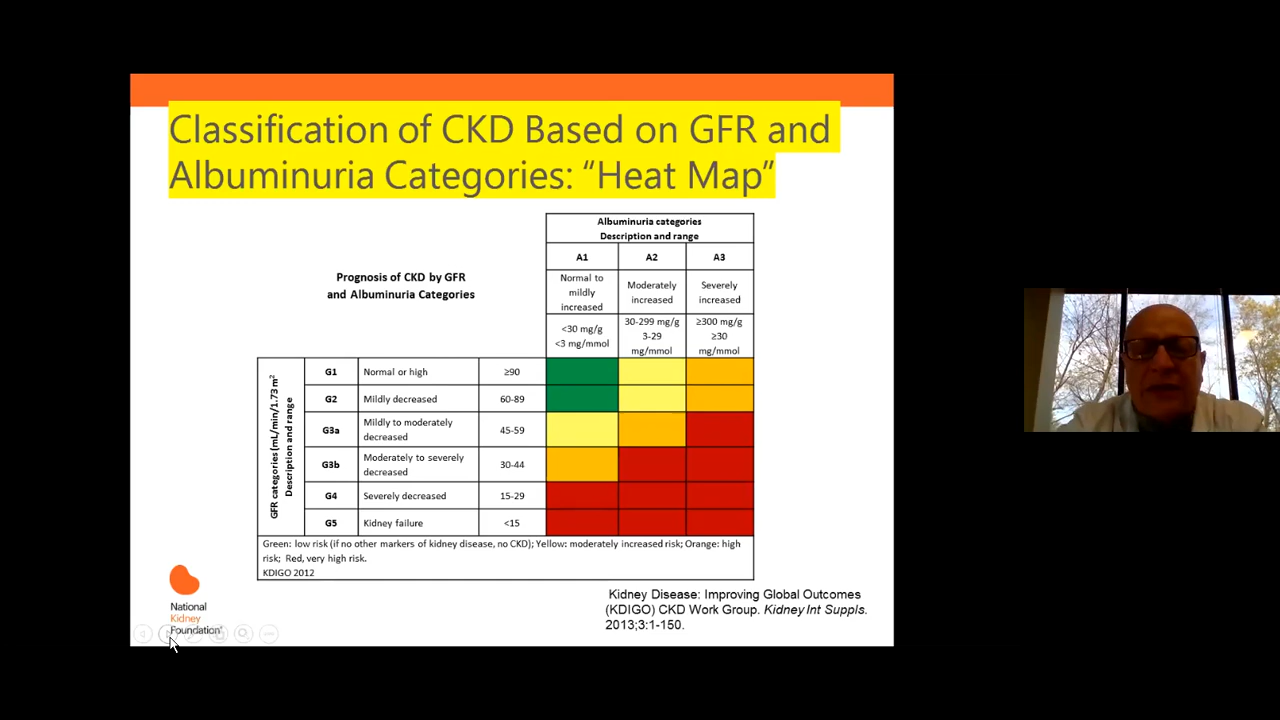 Classification of CKD Based on GFR and
Albuminuria Categories: “Heat Map”
Albuminuria categories
Description and range
Prognosis of CKD by GFR
and Albuminuria Categories
A1
A2
A3
Normal to
mildly
increased
Moderately
increased
Severely
increased
<30 mg/g
<3 mg/mmol
30-299 mg/g
3-29
mg/mmol
≥300 mg/g
≥30
mg/mmol
GFR categories (mL/min/1.73 m²
Description and range
G1
Normal or high
≥90
G2
Mildly decreased
60-89
G3a
Mildly to moderately
decreased
45-59
G3b
Moderately to severely
decreased
30-44
G4
Severely decreased
15-29
G5
Kidney failure
<15
Green: low risk (if no other markers of kidney disease, no CKD); Yellow: moderately increased risk; Orange: high
risk; Red, very high risk.
KDIGO 2012
Kidney Disease: Improving Global Outcomes
(KDIGO) CKD Work Group. Kidney Int Suppls.
2013;3:1-150.
National
Kidney
Foundation®